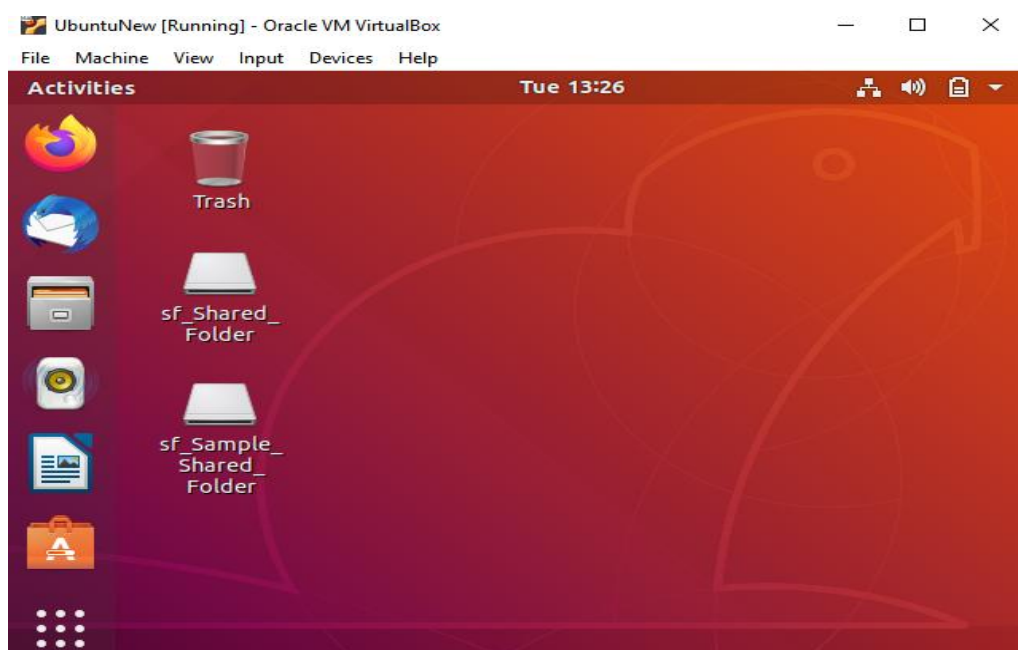 UbuntuNew [Running] - Oracle VM VirtualBox
File Machine View Input Devices Help
Activities Tue 13:26
Trash
sf_Shared_
Folder
sf_Sample_
Shared_
Folder